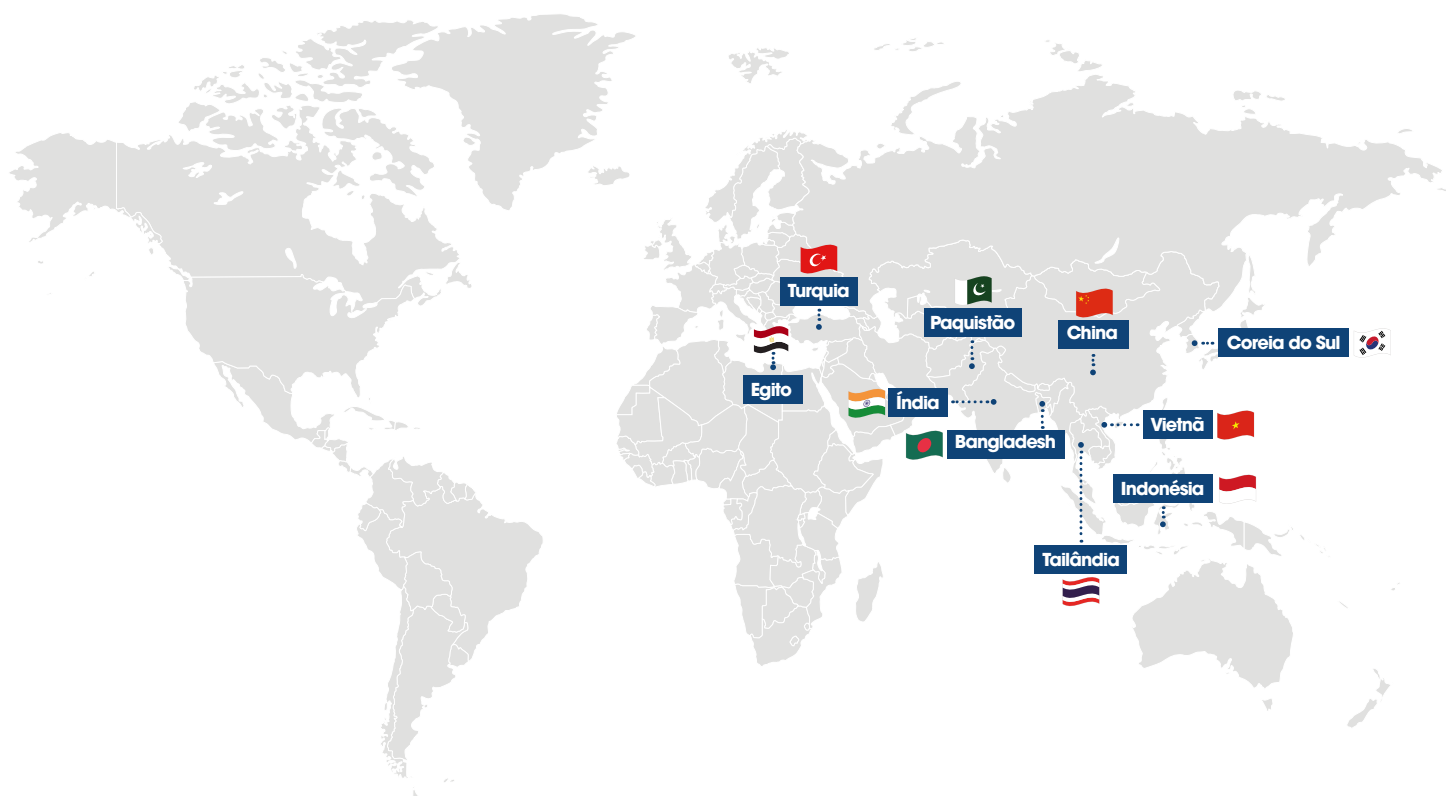 Turquia
Paquistão
China
Coreia do Sul
Egito
Índia
Vietnã
Bangladesh
Indonésia
Tailândia